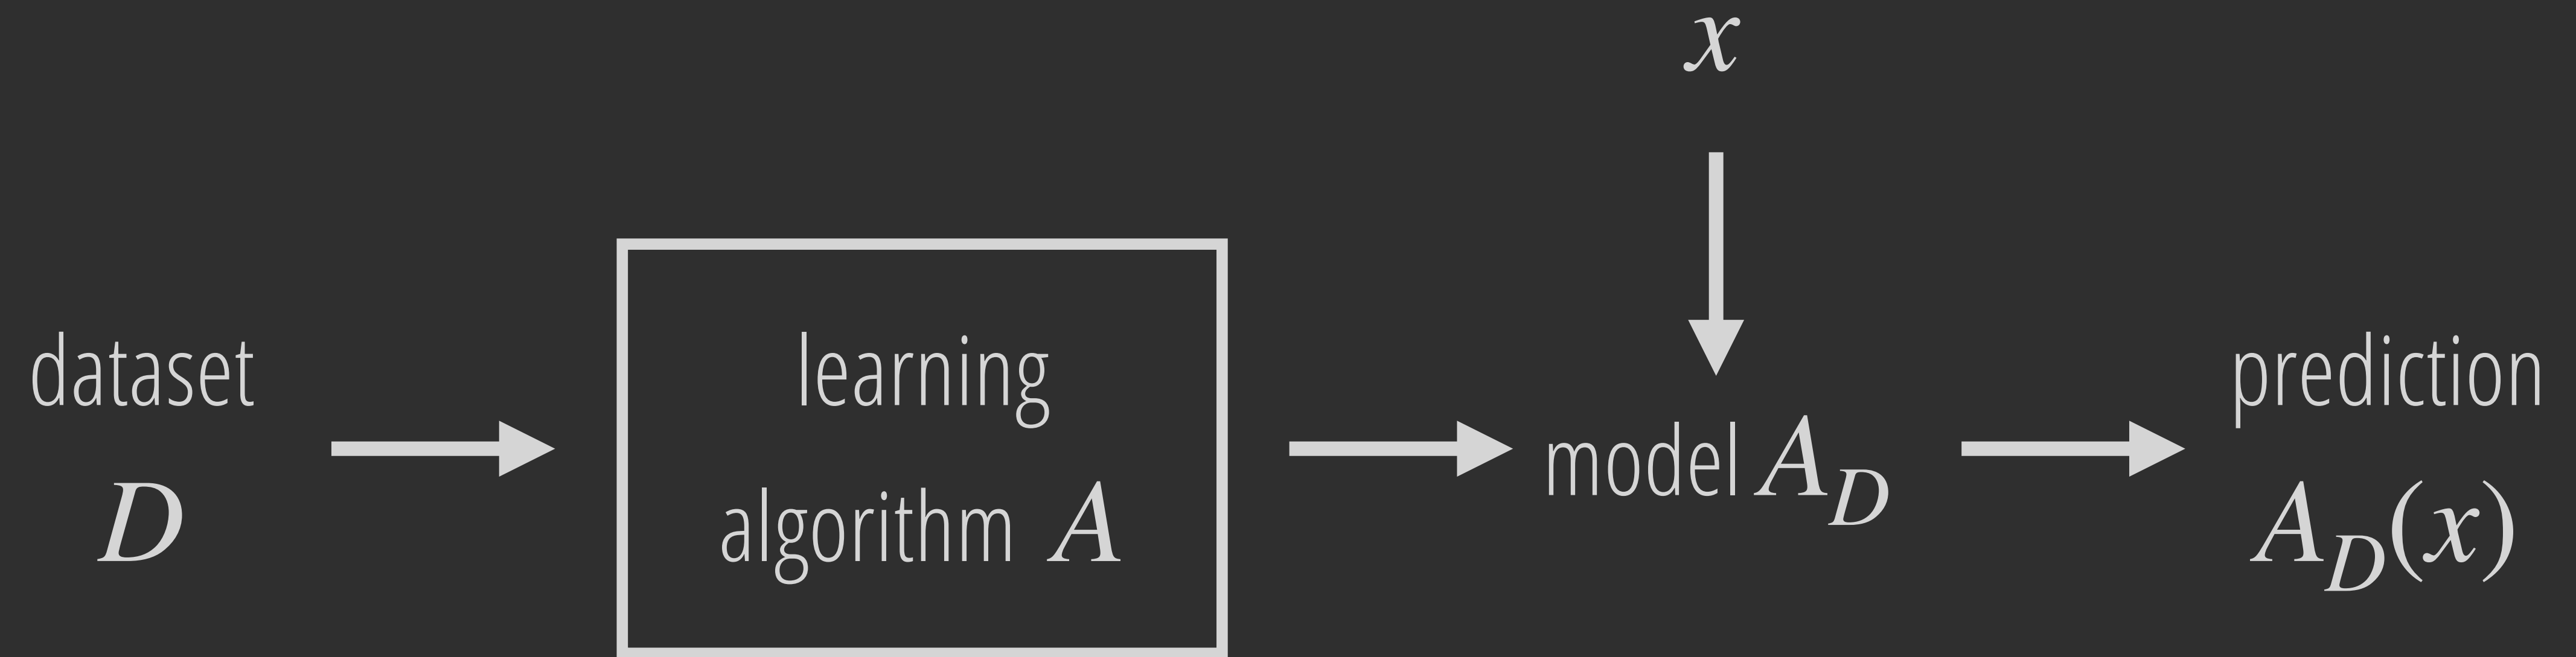 x
dataset
D
learning
algorithm A
model A_D
prediction
A_D(x)